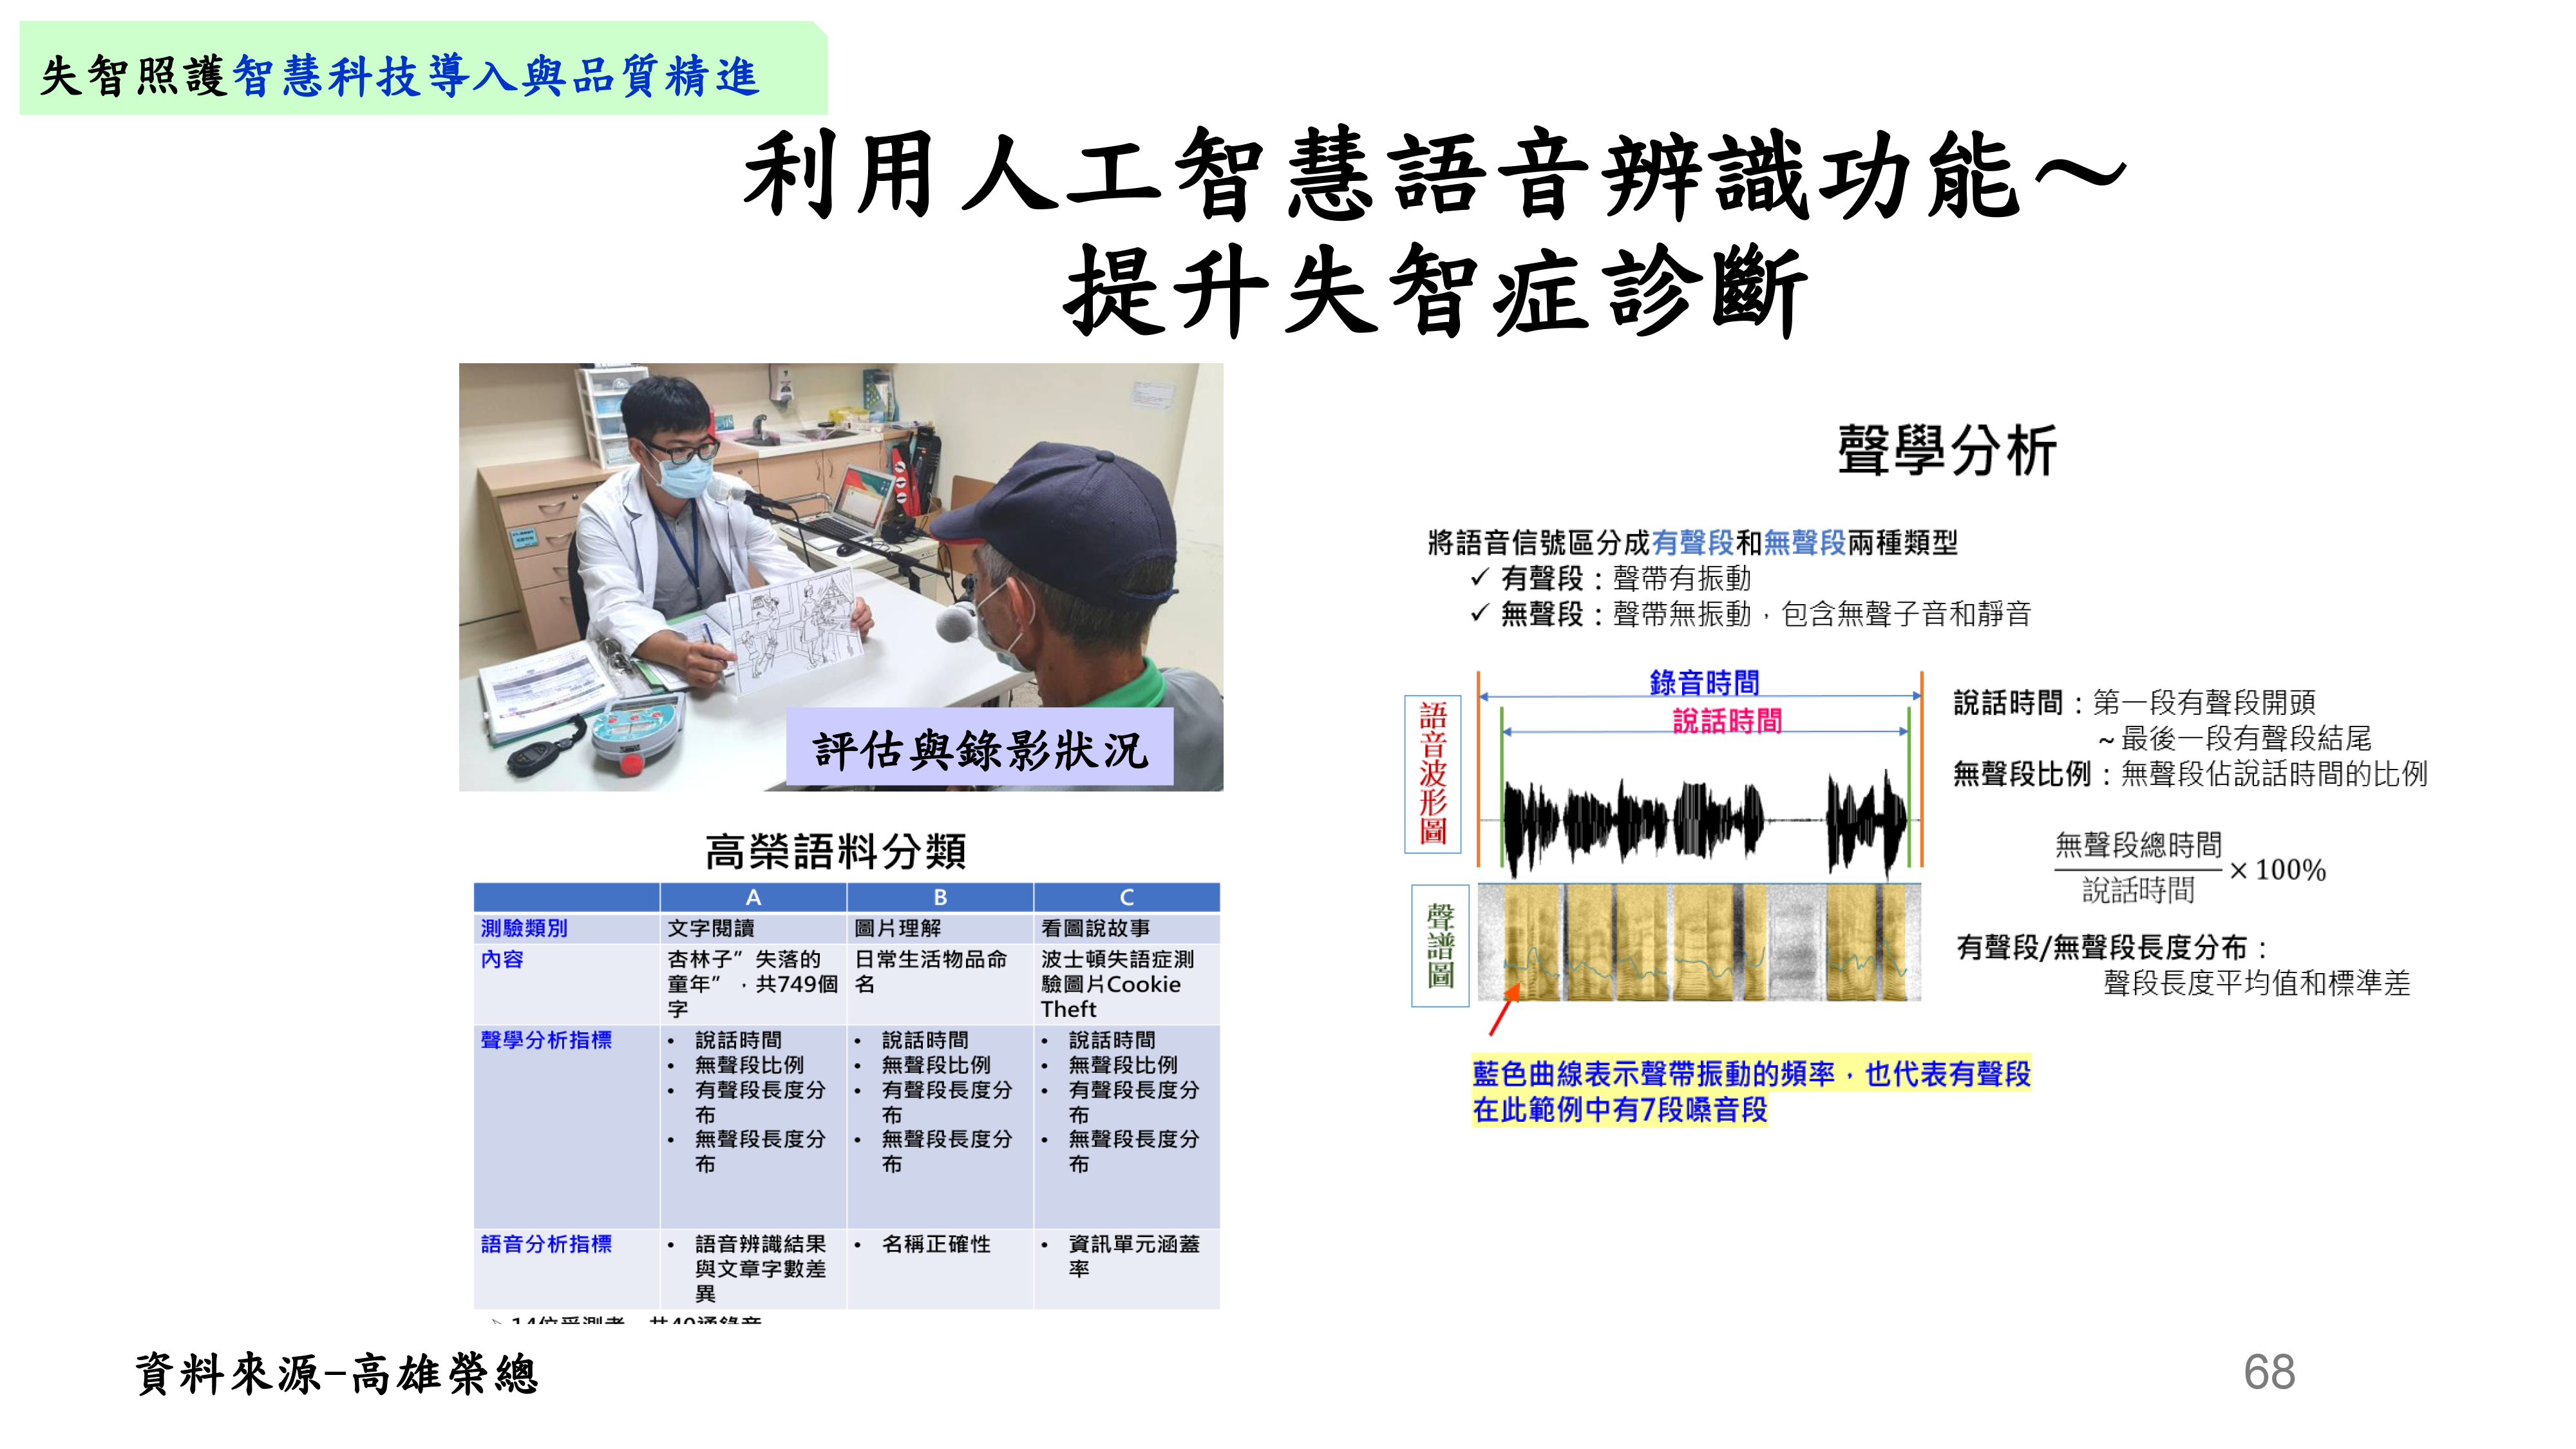 失智照護智慧科技導入與品質精進
利用人工智慧語音辨識功能～
提升失智症診斷
評估與錄影狀況
高榮語料分類
A B C
測驗類別 文字閱讀 圖片理解 看圖說故事
內容 杏林子”失落的童年”，共749個字 日常生活物品命名 波士頓失語症測驗圖片Cookie Theft
聲學分析指標
• 說話時間
• 無聲段比例
• 有聲段長度分布
• 無聲段長度分布
• 說話時間
• 無聲段比例
• 有聲段長度分布
• 無聲段長度分布
• 說話時間
• 無聲段比例
• 有聲段長度分布
• 無聲段長度分布
語音分析指標
• 語音辨識結果與文章字數差異
• 名稱正確性
• 資訊單元涵蓋率
聲學分析
將語音信號區分成有聲段和無聲段兩種類型
✓ 有聲段：聲帶有振動
✓ 無聲段：聲帶無振動，包含無聲子音和靜音
錄音時間
說話時間
語音波形圖
聲譜圖
說話時間：第一段有聲段開頭
~最後一段有聲段結尾
無聲段比例：無聲段佔說話時間的比例
無聲段總時間
說話時間
× 100%
有聲段/無聲段長度分布：
聲段長度平均值和標準差
藍色曲線表示聲帶振動的頻率，也代表有聲段
在此範例中有7段嗓音段
資料來源-高雄榮總
68